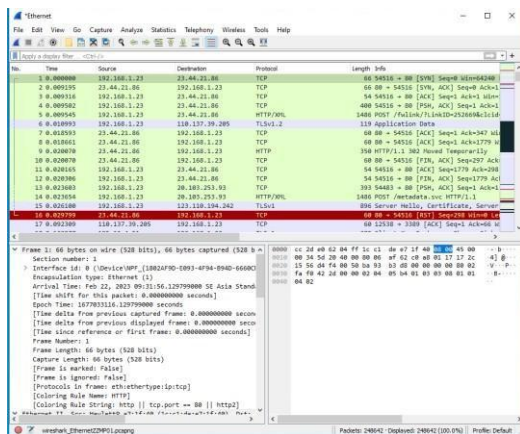 *Ethernet
File Edit View Go Capture Analyze Statistics Telephony Wireless Tools Help
Apply a display filter ... <Ctrl-/>
No. Time Source Destination Protocol Length Info
1 0.000000 192.168.1.23 23.44.21.86 TCP 66 54516 → 80 [SYN] Seq=0 Win=64240
2 0.009195 23.44.21.86 192.168.1.23 TCP 66 80 → 54516 [SYN, ACK] Seq=0 Ack=1
3 0.009316 192.168.1.23 23.44.21.86 TCP 54 54516 → 80 [ACK] Seq=1 Ack=1 Win=
4 0.009502 192.168.1.23 23.44.21.86 TCP 400 54516 → 80 [PSH, ACK] Seq=1 Ack=1
5 0.009545 192.168.1.23 23.44.21.86 HTTP/XML 1486 POST /fwlink/?LinkID=252669&clcid=
6 0.010993 192.168.1.23 110.137.39.205 TLSv1.2 119 Application Data
7 0.018593 23.44.21.86 192.168.1.23 TCP 60 80 → 54516 [ACK] Seq=1 Ack=347 Wi
8 0.018661 23.44.21.86 192.168.1.23 TCP 60 80 → 54516 [ACK] Seq=1 Ack=1779 W
9 0.020078 23.44.21.86 192.168.1.23 HTTP 350 HTTP/1.1 302 Moved Temporarily
10 0.020078 23.44.21.86 192.168.1.23 TCP 60 80 → 54516 [FIN, ACK] Seq=297 Ack
11 0.020165 192.168.1.23 23.44.21.86 TCP 54 54516 → 80 [ACK] Seq=1779 Ack=298
12 0.020306 192.168.1.23 23.44.21.86 TCP 54 54516 → 80 [FIN, ACK] Seq=1779 Ac
13 0.023603 192.168.1.23 20.103.253.93 TCP 393 54483 → 80 [PSH, ACK] Seq=1 Ack=1
14 0.023654 192.168.1.23 20.103.253.93 HTTP/XML 1486 POST /metadata.svc HTTP/1.1
15 0.026100 192.168.1.23 123.110.194.242 TLSv1 896 Server Hello, Certificate, Server
16 0.029799 23.44.21.86 192.168.1.23 TCP 60 80 → 54516 [RST] Seq=298 Win=0 Le
17 0.092309 110.137.39.205 192.168.1.23 TCP 60 12538 → 3389 [ACK] Seq=1 Ack=66 W
Frame 1: 66 bytes on wire (528 bits), 66 bytes captured (528 b
Section number: 1
Interface id: 0
Encapsulation type: Ethernet (1)
Arrival Time: Feb 22, 2023 09:31:56.129799000 SE Asia Stand
[Time shift for this packet: 0.000000000 seconds]
Epoch Time: 1677033116.129799000 seconds
[Time delta from previous captured frame: 0.000000000 secon
[Time delta from previous displayed frame: 0.000000000 seco
[Time since reference or first frame: 0.000000000 seconds]
Frame Number: 1
Frame Length: 66 bytes (528 bits)
Capture Length: 66 bytes (528 bits)
[Frame is marked: False]
[Frame is ignored: False]
[Protocols in frame: eth:ethertype:ip:tcp]
[Coloring Rule Name: HTTP]
[Coloring Rule String: http || tcp.port == 80 || http2]
0000 cc 2d e0 62 04 ff 1c c1 de e7 1f 40 08 00 45 00
0010 00 34 5d 20 40 00 80 06 af 62 c0 a8 01 17 17 2c
0020 15 56 d4 f4 00 50 ba 93 b3 d8 00 00 00 00 80 02
0030 fa f0 42 2d 00 00 02 04 05 b4 01 03 03 08 01 01
0040 04 02
wireshark_EthernetZZMP01.pcapng Packets: 248642 · Displayed: 248642 (100.0%) Profile: Default